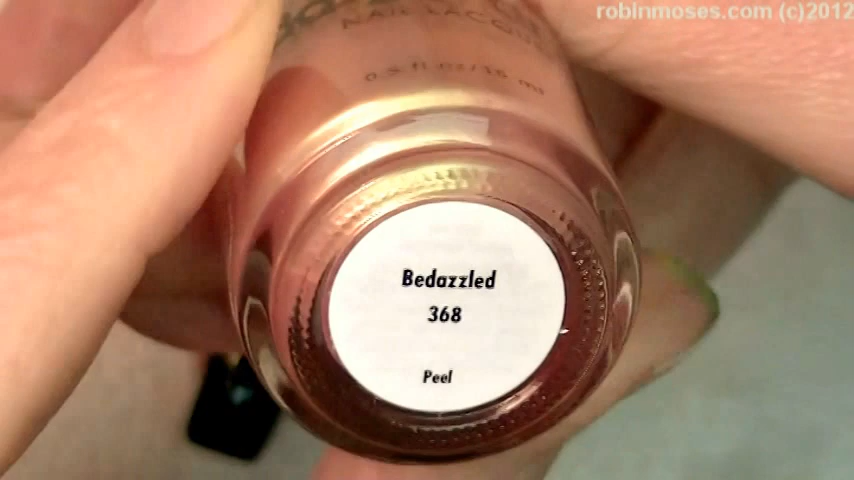 robinmoses.com (c)2012
NAIL LACQUER
0.5 fl oz/15 ml
Bedazzled
368
Peel